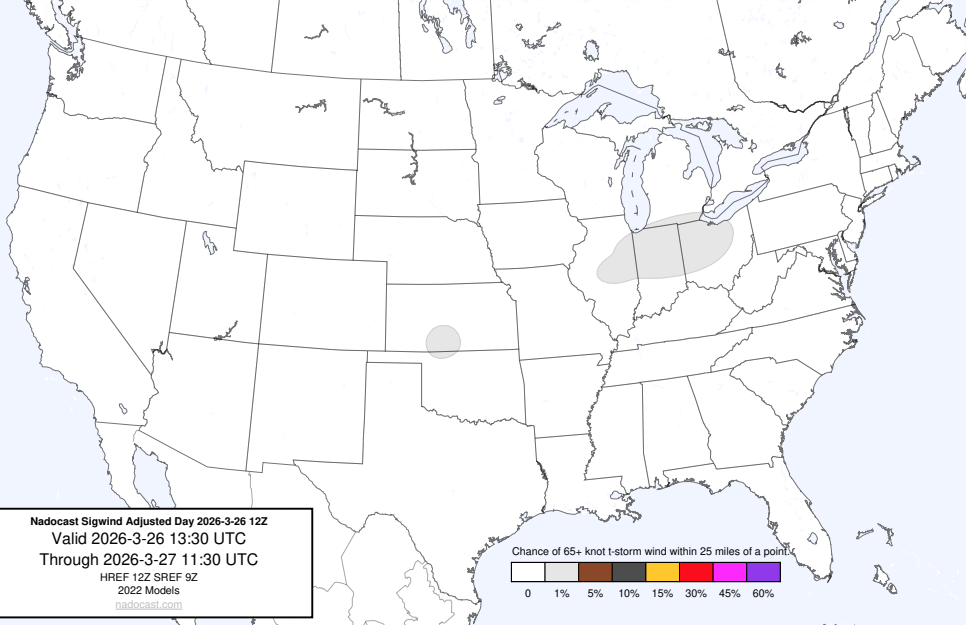 Nadocast Sigwind Adjusted Day 2026-3-26 12Z
Valid 2026-3-26 13:30 UTC
Through 2026-3-27 11:30 UTC
HREF 12Z SREF 9Z
2022 Models
nadocast.com
Chance of 65+ knot t-storm wind within 25 miles of a point.
0 1% 5% 10% 15% 30% 45% 60%